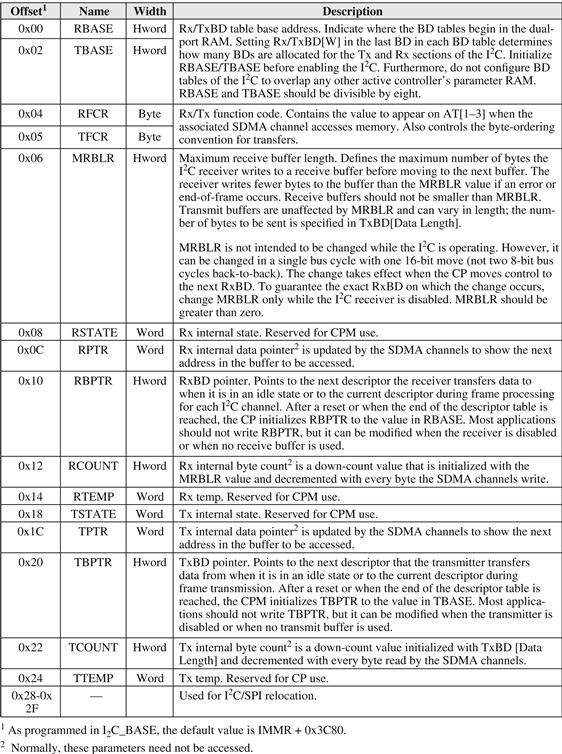 Offset1 Name Width Description
0x00 RBASE Hword Rx/TxBD table base address. Indicate where the BD tables begin in the dual-
port RAM. Setting Rx/TxBD[W] in the last BD in each BD table determines
0x02 TBASE Hword how many BDs are allocated for the Tx and Rx sections of the I2C. Initialize
RBASE/TBASE before enabling the I2C. Furthermore, do not configure BD
tables of the I2C to overlap any other active controller's parameter RAM.
RBASE and TBASE should be divisible by eight.
0x04 RFCR Byte Rx/Tx function code. Contains the value to appear on AT[1–3] when the
associated SDMA channel accesses memory. Also controls the byte-ordering
0x05 TFCR Byte convention for transfers.
0x06 MRBLR Hword Maximum receive buffer length. Defines the maximum number of bytes the
I2C receiver writes to a receive buffer before moving to the next buffer. The
receiver writes fewer bytes to the buffer than the MRBLR value if an error or
end-of-frame occurs. Receive buffers should not be smaller than MRBLR.
Transmit buffers are unaffected by MRBLR and can vary in length; the num-
ber of bytes to be sent is specified in TxBD[Data Length].
MRBLR is not intended to be changed while the I2C is operating. However, it
can be changed in a single bus cycle with one 16-bit move (not two 8-bit bus
cycles back-to-back). The change takes effect when the CP moves control to
the next RxBD. To guarantee the exact RxBD on which the change occurs,
change MRBLR only while the I2C receiver is disabled. MRBLR should be
greater than zero.
0x08 RSTATE Word Rx internal state. Reserved for CPM use.
0x0C RPTR Word Rx internal data pointer2 is updated by the SDMA channels to show the next
address in the buffer to be accessed.
0x10 RBPTR Hword RxBD pointer. Points to the next descriptor the receiver transfers data to
when it is in an idle state or to the current descriptor during frame processing
for each I2C channel. After a reset or when the end of the descriptor table is
reached, the CP initializes RBPTR to the value in RBASE. Most applications
should not write RBPTR, but it can be modified when the receiver is disabled
or when no receive buffer is used.
0x12 RCOUNT Hword Rx internal byte count2 is a down-count value that is initialized with the
MRBLR value and decremented with every byte the SDMA channels write.
0x14 RTEMP Word Rx temp. Reserved for CPM use.
0x18 TSTATE Word Tx internal state. Reserved for CPM use.
0x1C TPTR Word Tx internal data pointer2 is updated by the SDMA channels to show the next
address in the buffer to be accessed.
0x20 TBPTR Hword TxBD pointer. Points to the next descriptor that the transmitter transfers
data from when it is in an idle state or to the current descriptor during
frame transmission. After a reset or when the end of the descriptor table is
reached, the CPM initializes TBPTR to the value in TBASE. Most applica-
tions should not write TBPTR, but it can be modified when the transmitter is
disabled or when no transmit buffer is used.
0x22 TCOUNT Hword Tx internal byte count2 is a down-count value initialized with TxBD [Data
Length] and decremented with every byte read by the SDMA channels.
0x24 TTEMP Word Tx temp. Reserved for CP use.
0x28-0x — Used for I2C/SPI relocation.
2F
1 As programmed in I2C_BASE, the default value is IMMR + 0x3C80.
2 Normally, these parameters need not be accessed.